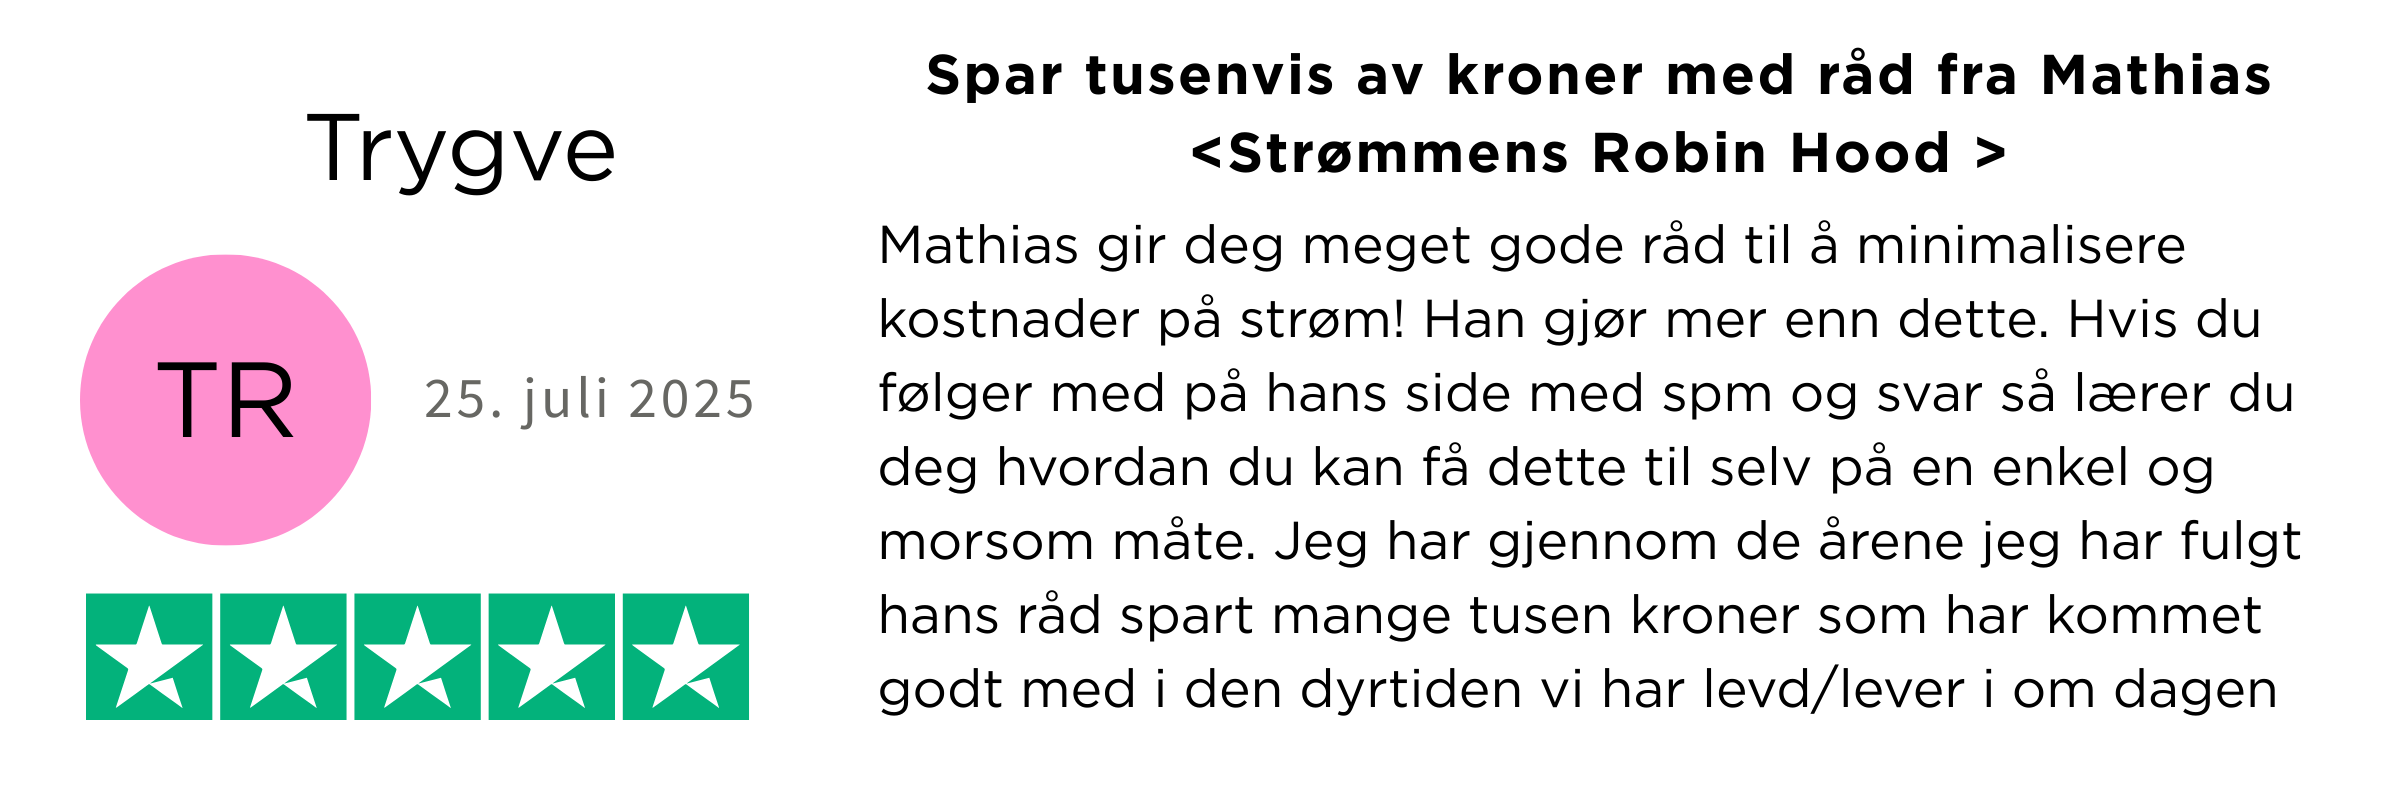 Trygve
TR
25. juli 2025
Spar tusenvis av kroner med råd fra Mathias
<Strømmens Robin Hood >
Mathias gir deg meget gode råd til å minimalisere
kostnader på strøm! Han gjør mer enn dette. Hvis du
følger med på hans side med spm og svar så lærer du
deg hvordan du kan få dette til selv på en enkel og
morsom måte. Jeg har gjennom de årene jeg har fulgt
hans råd spart mange tusen kroner som har kommet
godt med i den dyrtiden vi har levd/lever i om dagen